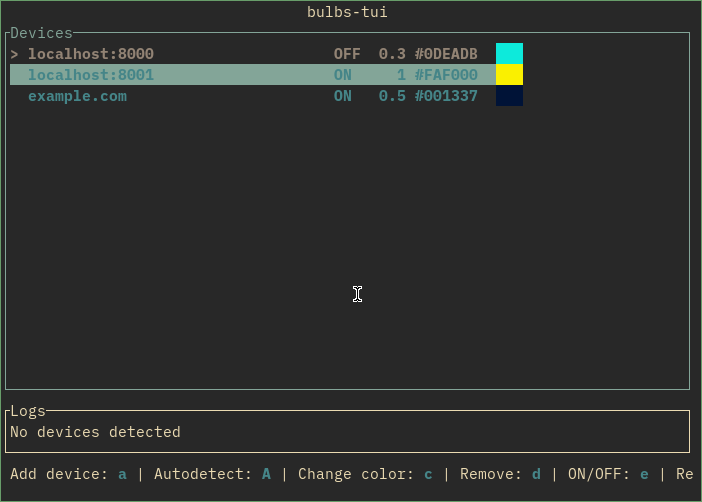 bulbs-tui
Devices
> localhost:8000 OFF 0.3 #0DEADB
localhost:8001 ON 1 #FAF000
example.com ON 0.5 #001337
Logs
No devices detected
Add device: a | Autodetect: A | Change color: c | Remove: d | ON/OFF: e | Re